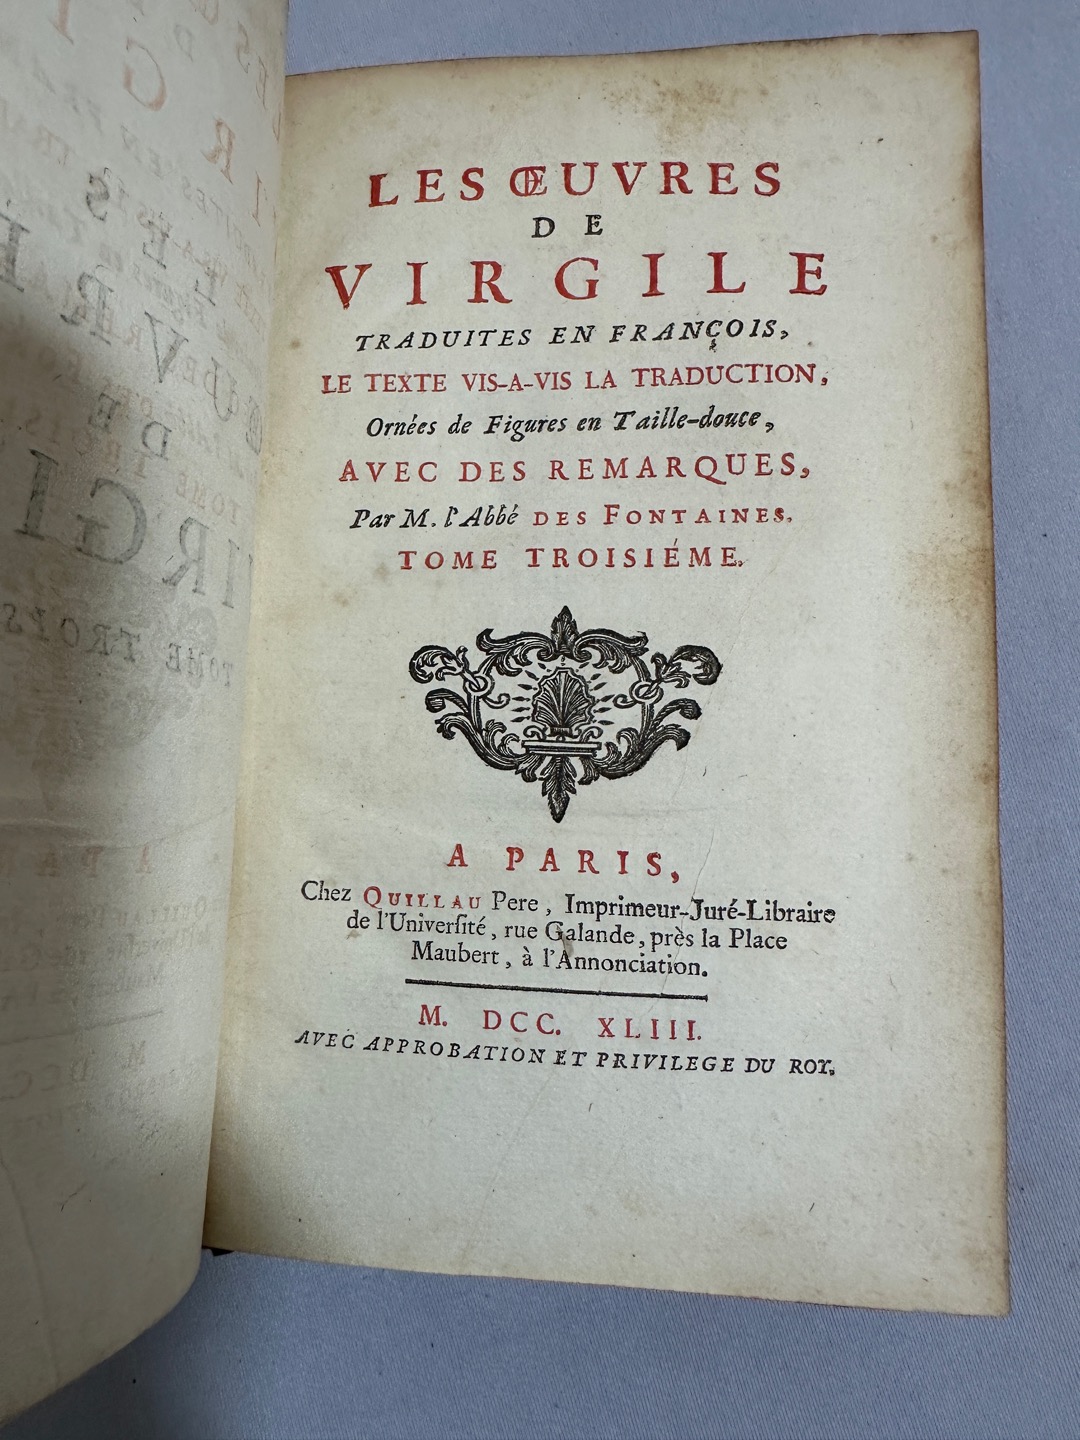 LES ŒUVRES
DE
VIRGILE
TRADUITES EN FRANÇOIS,
LE TEXTE VIS-A-VIS LA TRADUCTION,
Ornées de Figures en Taille-douce,
AVEC DES REMARQUES,
Par M. l'Abbé DES FONTAINES.
TOME TROISIÉME.
A PARIS,
Chez QUILLAU Pere, Imprimeur-Juré-Libraire
de l'Univerſité, rue Galande, près la Place
Maubert, à l'Annonciation.
M. DCC. XLIII.
AVEC APPROBATION ET PRIVILEGE DU ROY.